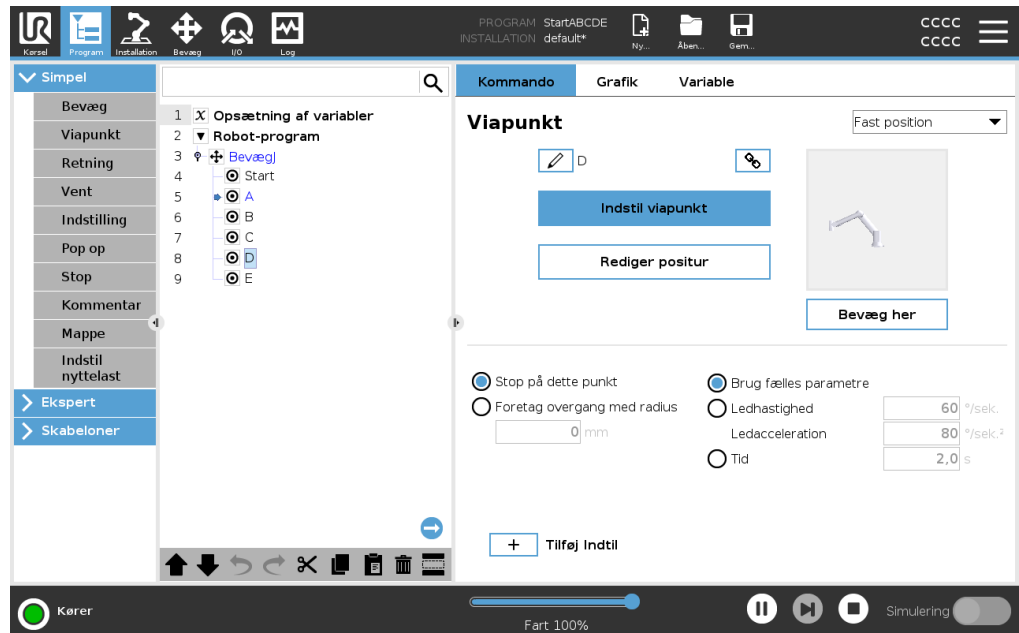 UR
Kørsel
Program
Installation
Bevæg
I/O
Log
PROGRAM StartABCDE
INSTALLATION default*
Ny...
Åben...
Gem...
CCCC
CCCC
Simpel
Bevæg
Viapunkt
Retning
Vent
Indstilling
Pop op
Stop
Kommentar
Mappe
Indstil
nyttelast
Ekspert
Skabeloner
1 X Opsætning af variabler
2 Robot-program
3 BevægJ
4 Start
5 A
6 B
7 C
8 D
9 E
Kommando Grafik Variable
Viapunkt
Fast position
D
Indstil viapunkt
Rediger positur
Bevæg her
Stop på dette punkt
Foretag overgang med radius
0 mm
Brug fælles parametre
Ledhastighed 60 °/sek.
Ledacceleration 80 °/sek.²
Tid 2,0 s
+ Tilføj Indtil
Kører
Fart 100%
Simulering